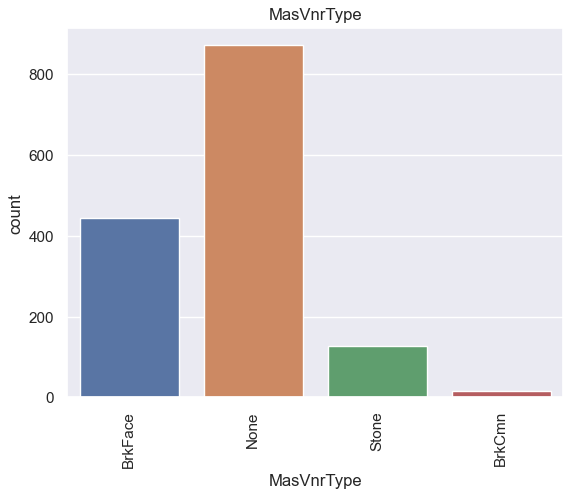 MasVnrType
count
800
600
400
200
0
BrkFace
None
Stone
BrkCmn
MasVnrType